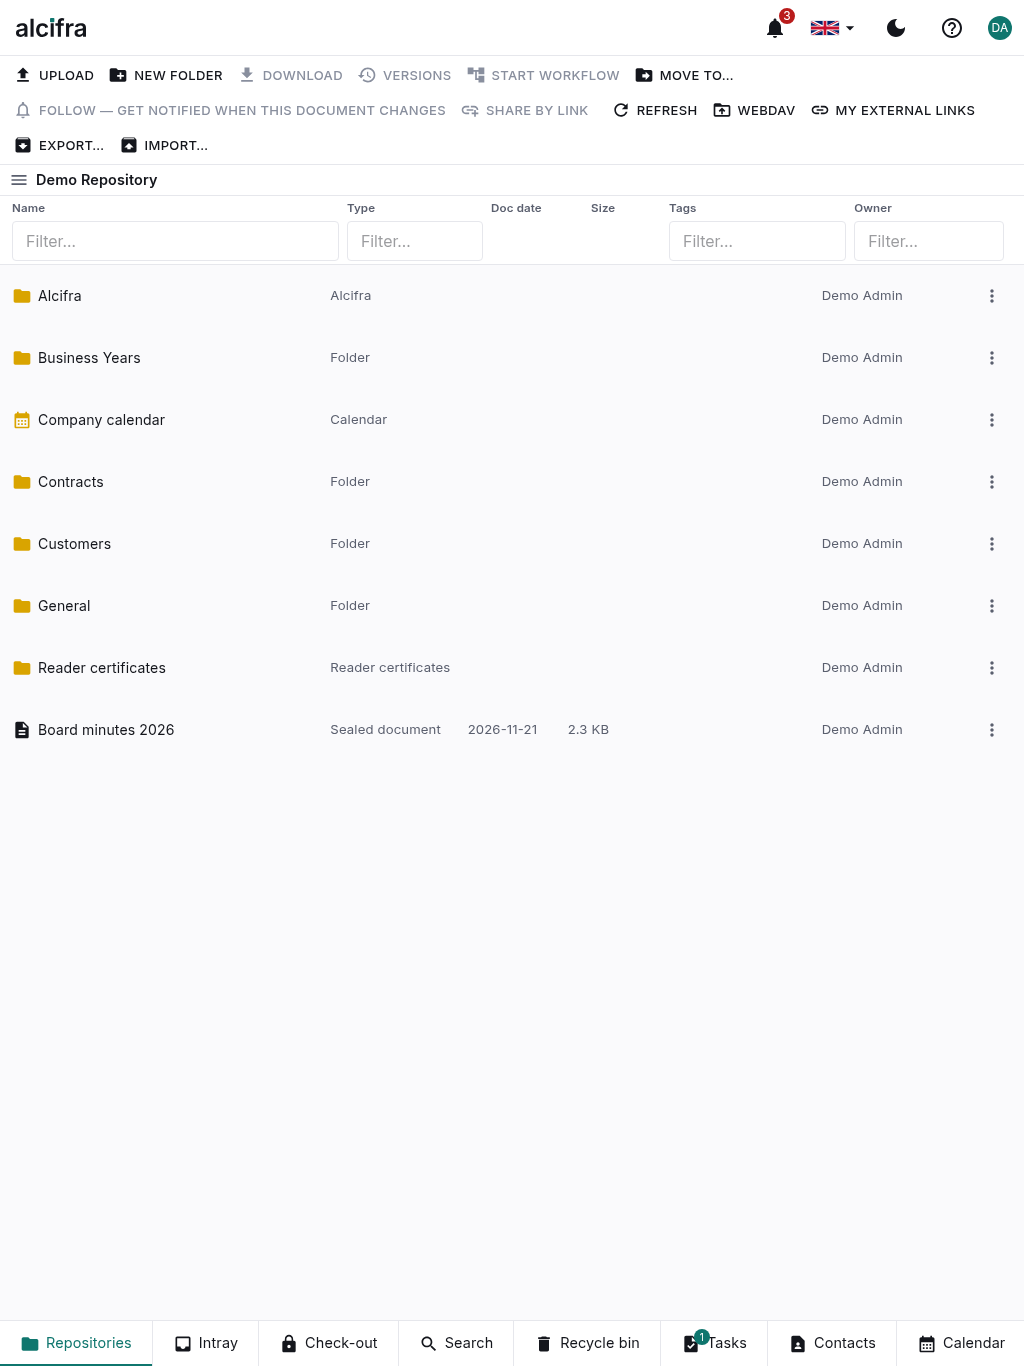 alcifra 3 DA
UPLOAD NEW FOLDER DOWNLOAD VERSIONS START WORKFLOW MOVE TO...
FOLLOW — GET NOTIFIED WHEN THIS DOCUMENT CHANGES SHARE BY LINK REFRESH WEBDAV MY EXTERNAL LINKS
EXPORT... IMPORT...
Demo Repository
Name Type Doc date Size Tags Owner
Filter... Filter... Filter... Filter...
Alcifra Alcifra Demo Admin
Business Years Folder Demo Admin
Company calendar Calendar Demo Admin
Contracts Folder Demo Admin
Customers Folder Demo Admin
General Folder Demo Admin
Reader certificates Reader certificates Demo Admin
Board minutes 2026 Sealed document 2026-11-21 2.3 KB Demo Admin
Repositories Intray Check-out Search Recycle bin 1 Tasks Contacts Calendar